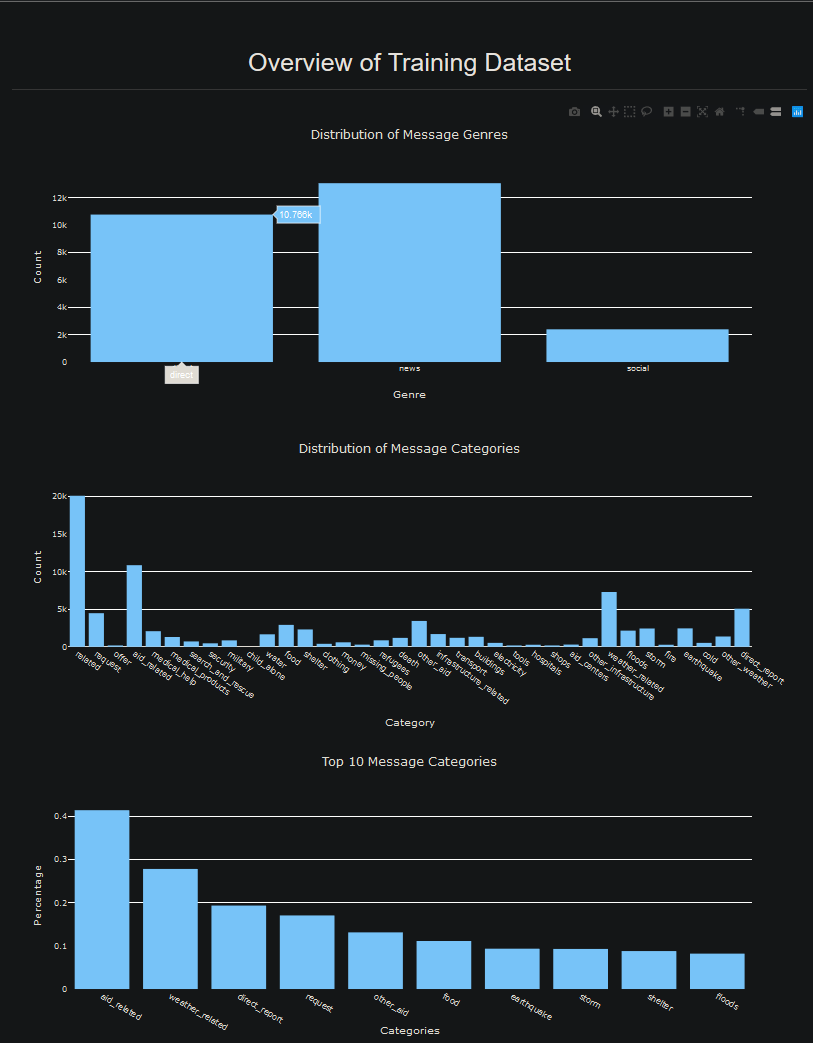 Overview of Training Dataset
Distribution of Message Genres
12k
10k
8k
6k
4k
2k
0
Count
10.766k
direct
news
social
Genre
Distribution of Message Categories
20k
15k
10k
5k
0
Count
related
request
offer
aid_related
medical_help
medical_products
search_and_rescue
security
military
child_alone
water
food
shelter
clothing
money
missing_people
refugees
death
other_aid
infrastructure_related
transport
buildings
electricity
tools
hospitals
shops
aid_centers
other_infrastructure
weather_related
floods
storm
fire
earthquake
cold
other_weather
direct_report
Category
Top 10 Message Categories
0.4
0.3
0.2
0.1
0
Percentage
aid_related
weather_related
direct_report
request
other_aid
food
earthquake
storm
shelter
floods
Categories